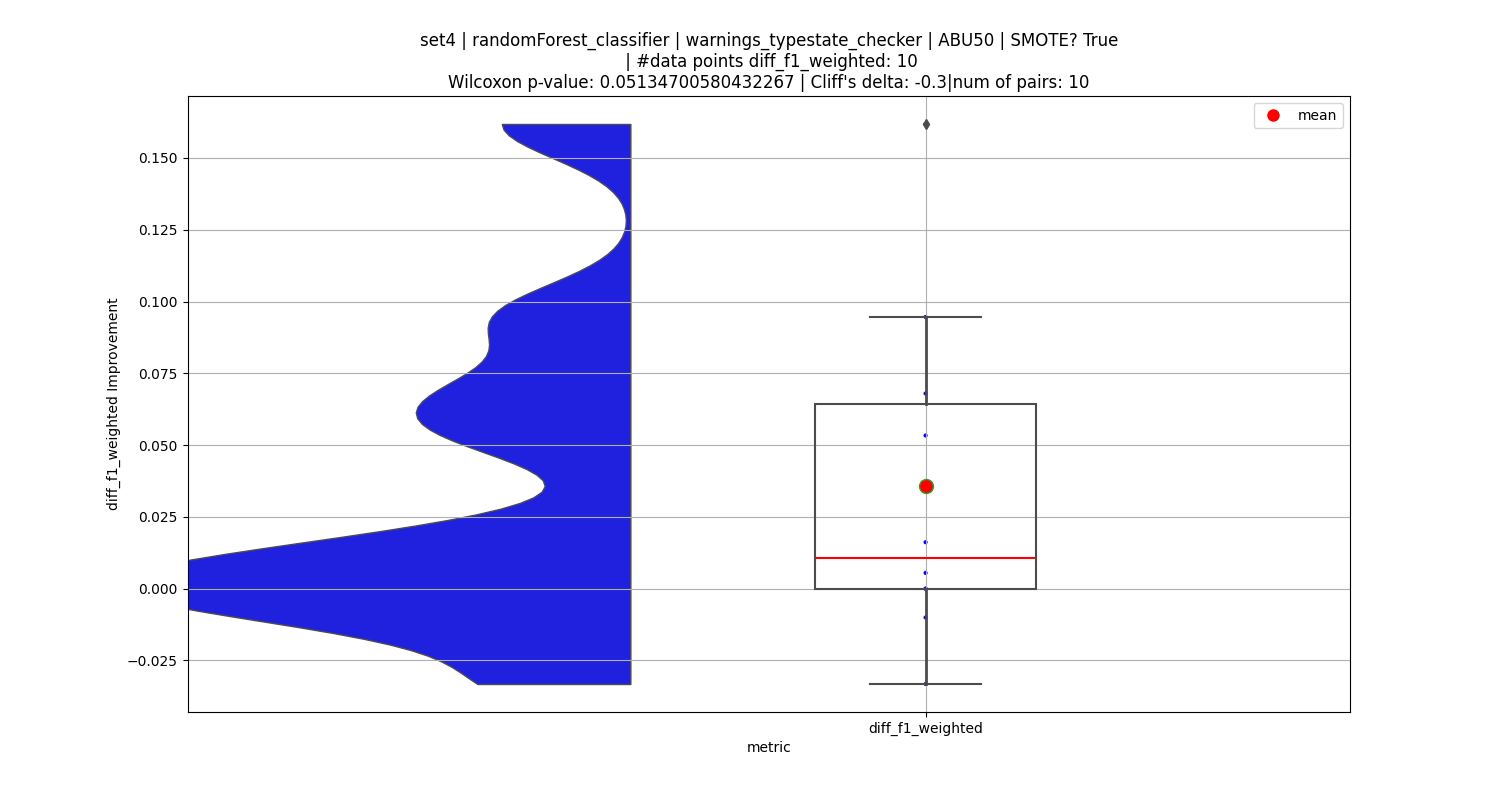 set4 | randomForest_classifier | warnings_typestate_checker | ABU50 | SMOTE? True
| #data points diff_f1_weighted: 10
Wilcoxon p-value: 0.05134700580432267 | Cliff's delta: -0.3|num of pairs: 10
mean
0.150
0.125
0.100
0.075
0.050
0.025
0.000
−0.025
diff_f1_weighted Improvement
diff_f1_weighted
metric